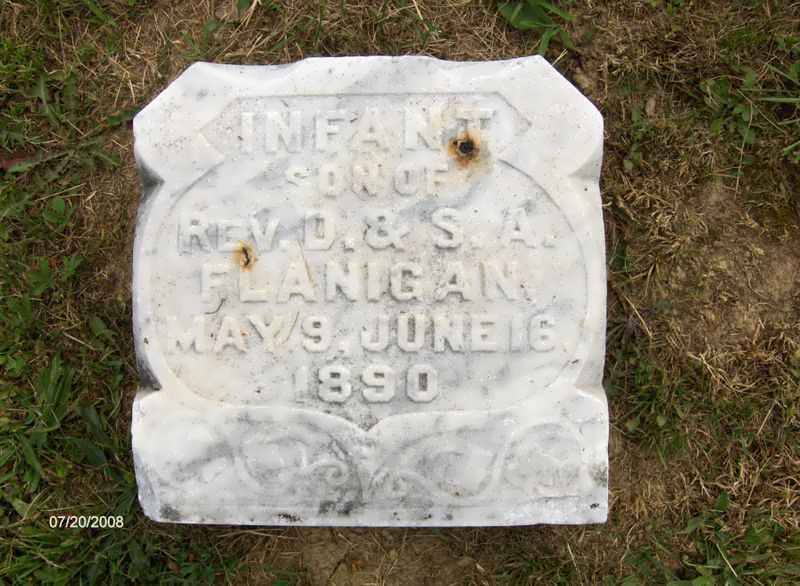 INFANT
SON OF
REV. D. & S. A.
FLANIGAN.
MAY 9, JUNE 16.
1890
07/20/2008